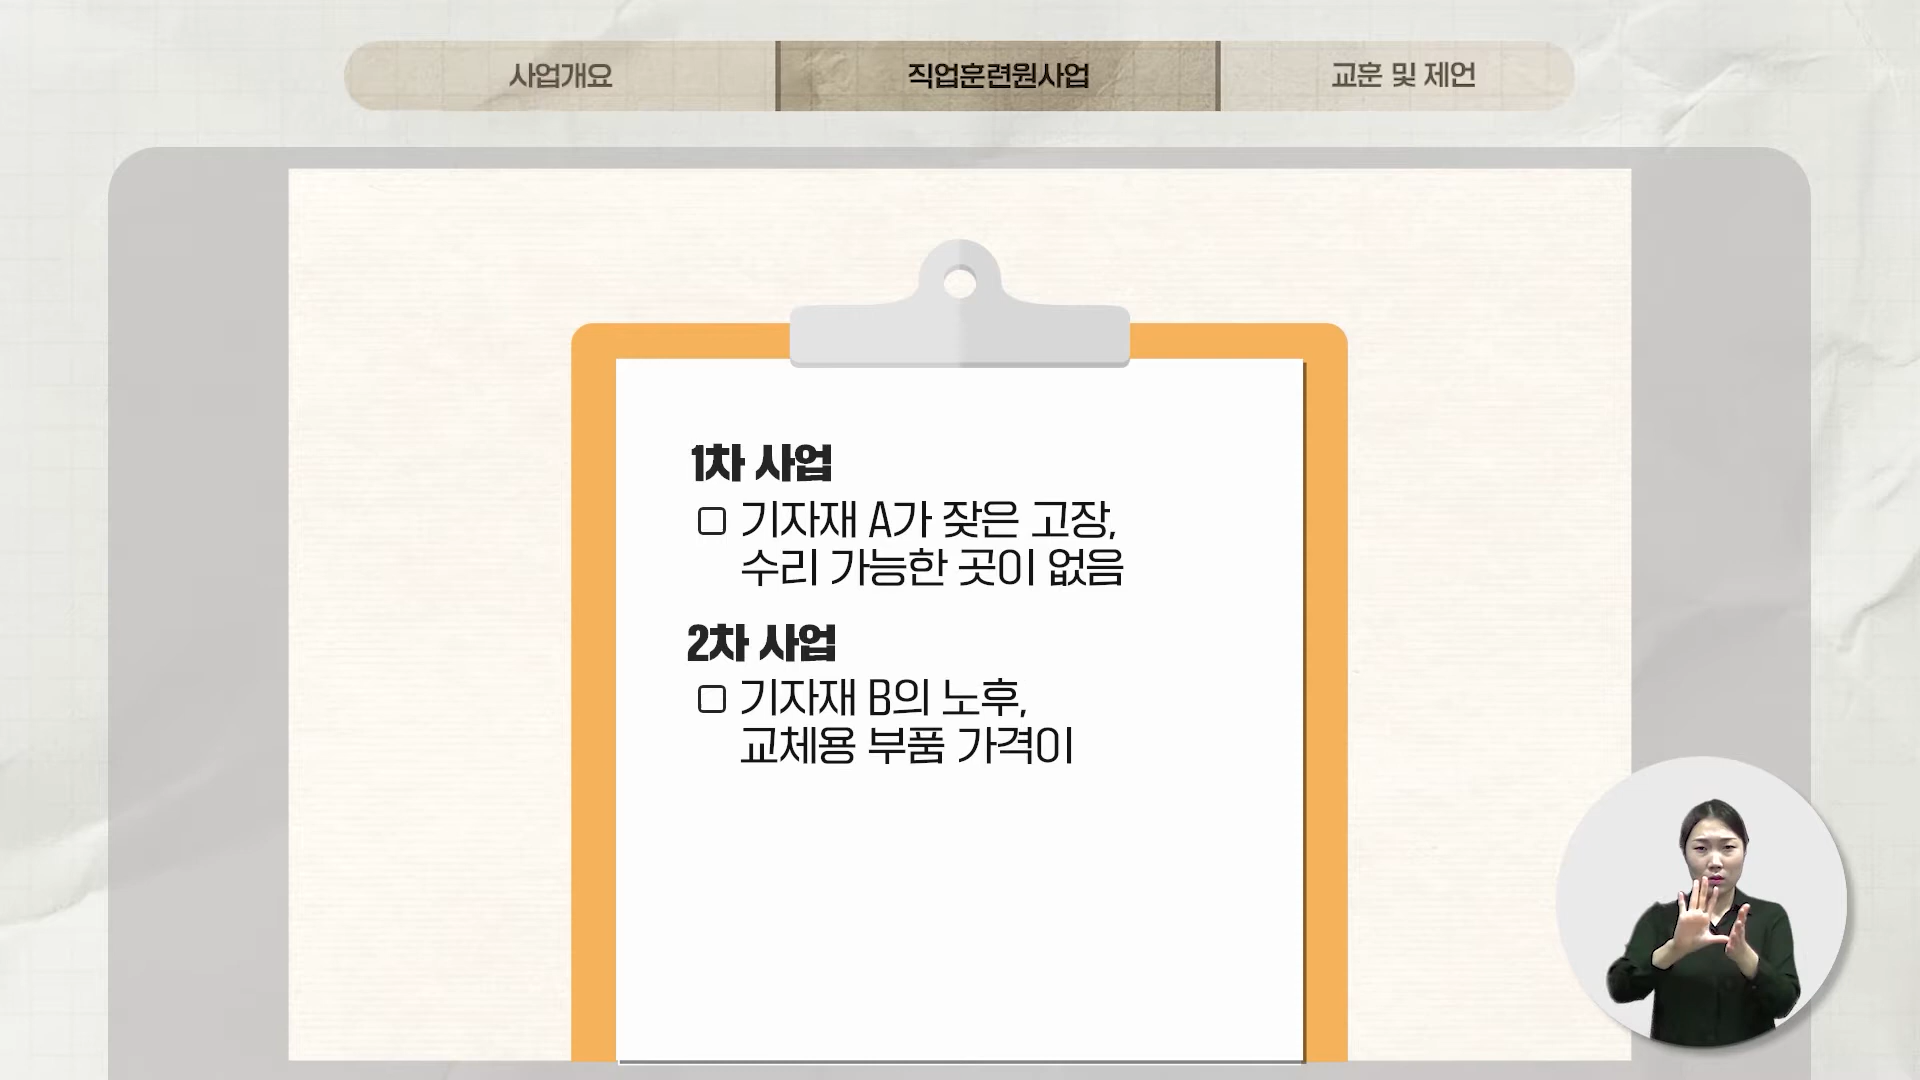 사업개요
직업훈련원사업
교훈 및 제언
1차 사업
기자재 A가 잦은 고장,
수리 가능한 곳이 없음
2차 사업
기자재 B의 노후,
교체용 부품 가격이